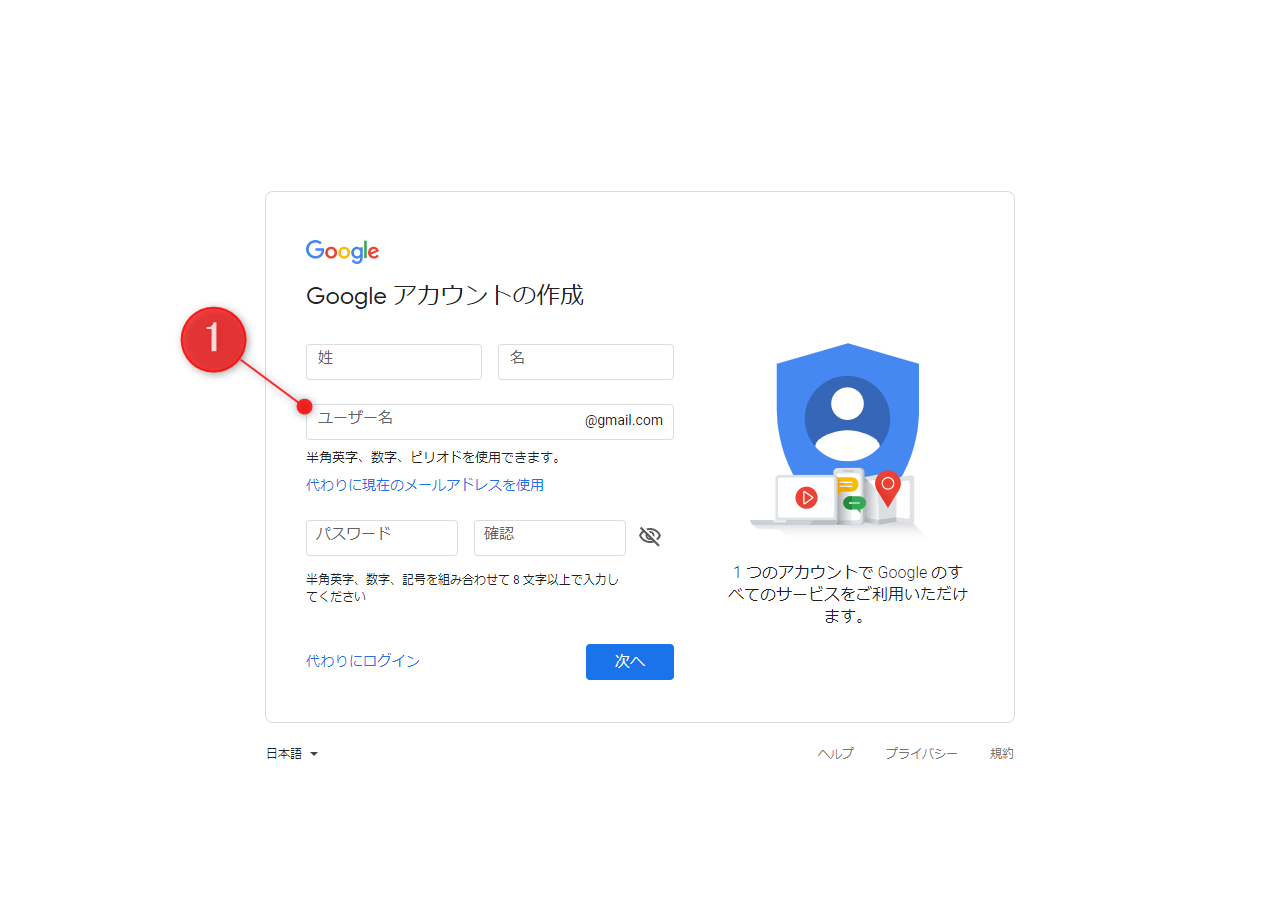 Google
Google アカウントの作成
1
姓
名
ユーザー名
@gmail.com
半角英字、数字、ピリオドを使用できます。
代わりに現在のメールアドレスを使用
パスワード
確認
半角英字、数字、記号を組み合わせて 8 文字以上で入力し
てください
代わりにログイン
次へ
1 つのアカウントで Google のす
べてのサービスをご利用いただけ
ます。
日本語
ヘルプ
プライバシー
規約